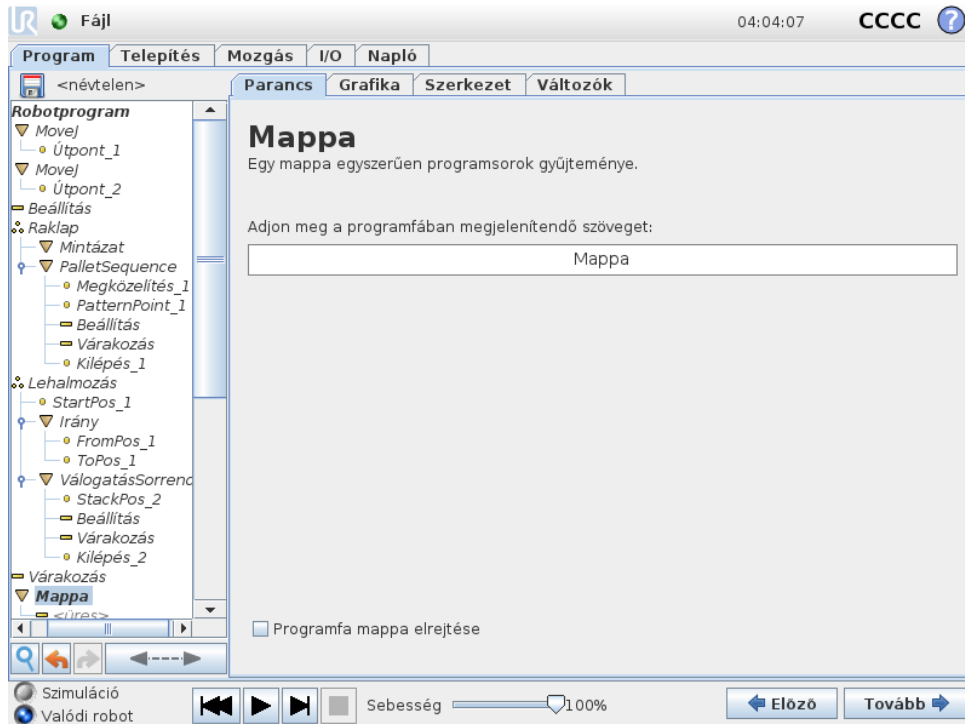 Fájl
04:04:07
CCCC
?
Program Telepítés Mozgás I/O Napló
<névtelen>
Parancs Grafika Szerkezet Változók
Robotprogram
MoveJ
Útpont_1
MoveJ
Útpont_2
Beállítás
Raklap
Mintázat
PalletSequence
Megközelítés_1
PatternPoint_1
Beállítás
Várakozás
Kilépés_1
Lehalmozás
StartPos_1
Irány
FromPos_1
ToPos_1
VálogatásSorrend
StackPos_2
Beállítás
Várakozás
Kilépés_2
Várakozás
Mappa
<üres>
Mappa
Egy mappa egyszerűen programsorok gyűjteménye.
Adjon meg a programfában megjelenítendő szöveget:
Mappa
Programfa mappa elrejtése
Szimuláció
Valódi robot
Sebesség 100%
Előző
Tovább